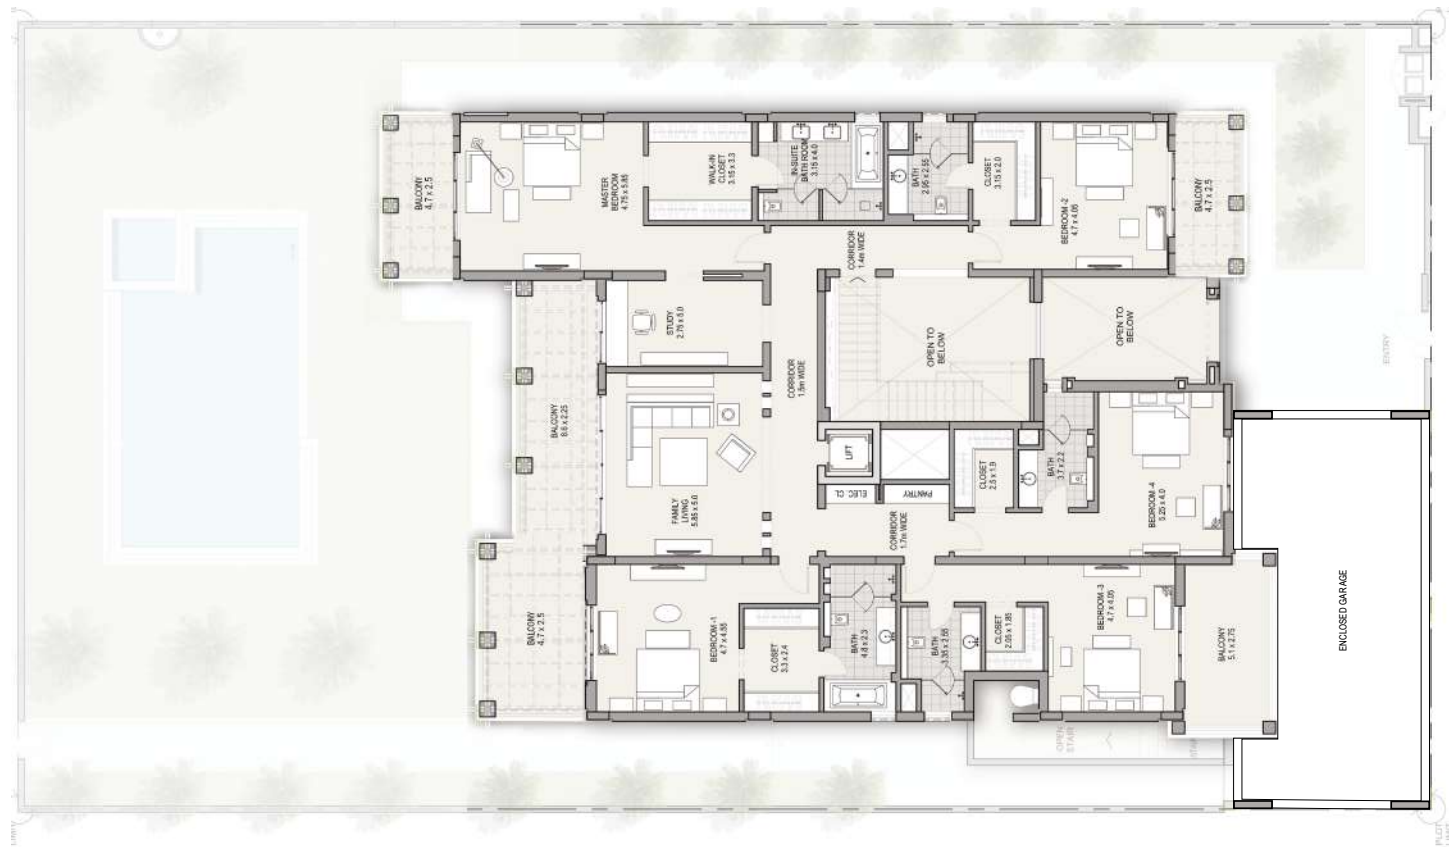 BALCONY
4.7 x 2.5
MASTER
BEDROOM
4.75 x 5.85
WALK-IN
CLOSET
3.15 x 3.3
IN-SUITE
BATH ROOM
3.15 x 4.0
BATH
2.95 x 2.55
CLOSET
3.15 x 2.0
BEDROOM -2
4.7 x 4.05
BALCONY
4.7 x 2.5
CORRIDOR
1.4m WIDE
STUDY
2.75 x 5.0
CORRIDOR
1.5m WIDE
OPEN TO
BELOW
OPEN TO
BELOW
ENTRY
BALCONY
8.6 x 2.25
FAMILY
LIVING
5.85 x 5.0
LIFT
ELEC. CL
PANTRY
CLOSET
2.5 x 1.9
BATH
3.7 x 2.2
BEDROOM -4
5.25 x 4.0
CORRIDOR
1.7m WIDE
BALCONY
4.7 x 2.5
BEDROOM -1
4.7 x 4.55
CLOSET
3.3 x 2.4
BATH
4.8 x 2.3
BATH
3.35 x 2.55
CLOSET
2.05 x 1.85
BEDROOM -3
4.7 x 4.05
BALCONY
5.1 x 2.75
ENCLOSED GARAGE
OPEN
STAIR
PLOT
LIMIT